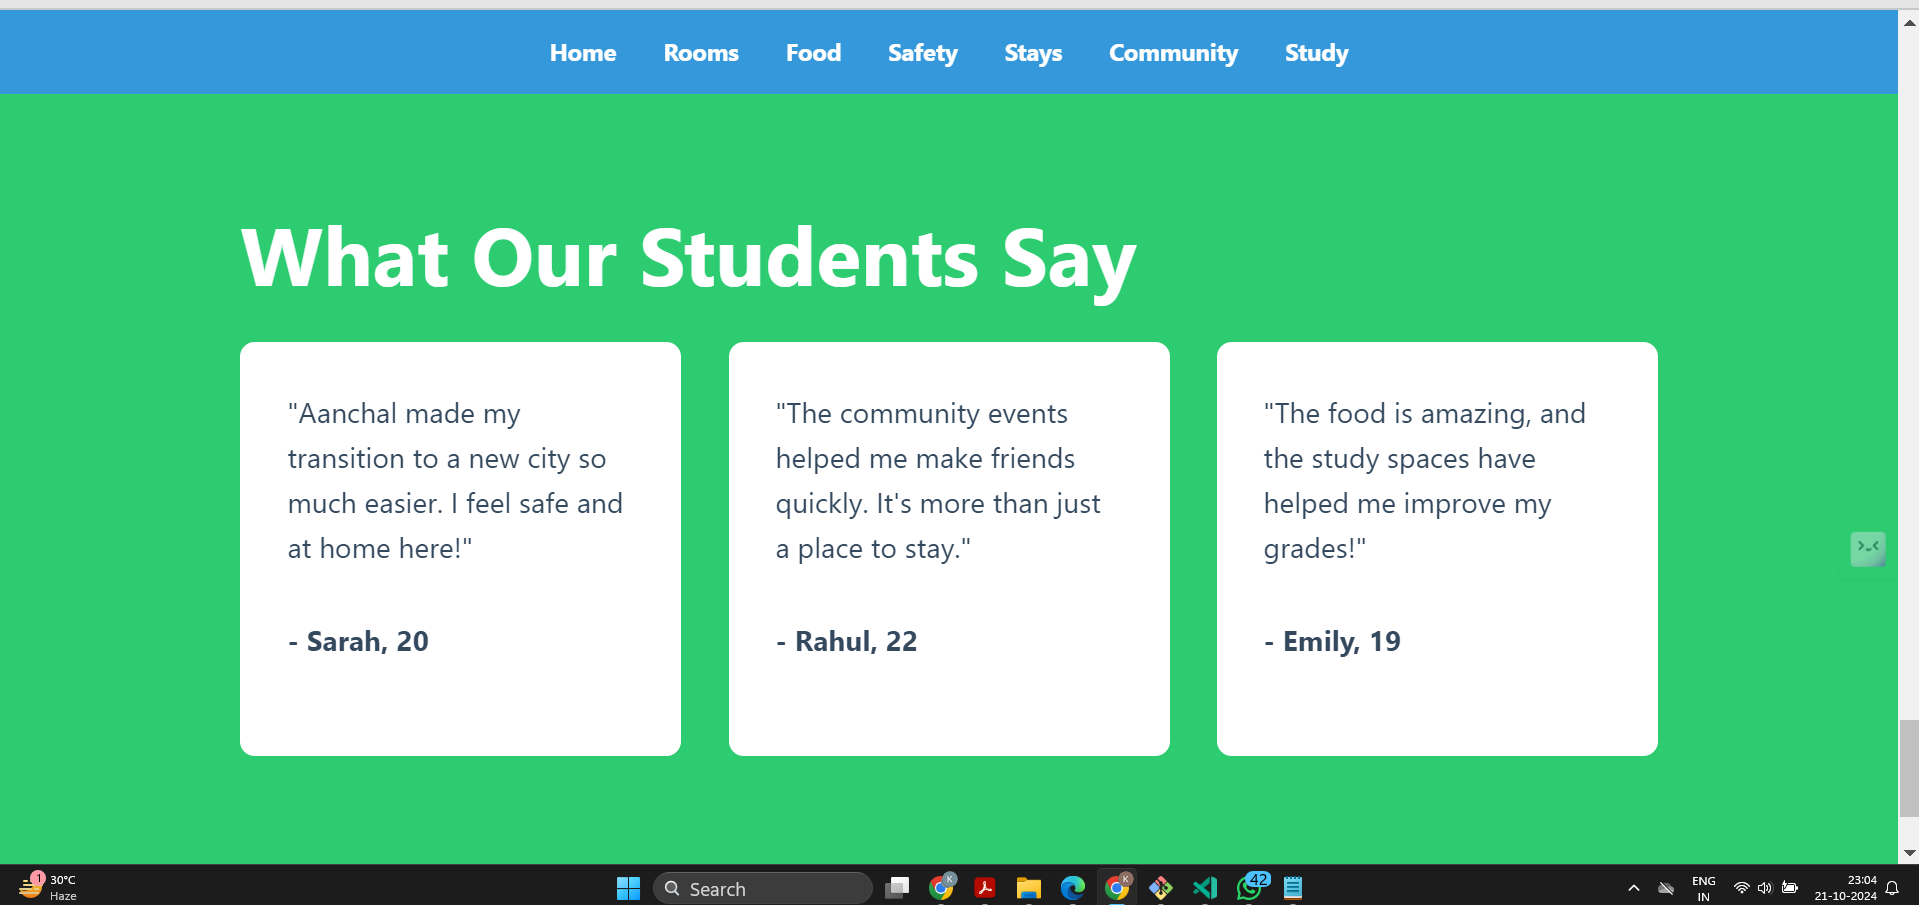 Home Rooms Food Safety Stays Community Study
What Our Students Say
"Aanchal made my
transition to a new city so
much easier. I feel safe and
at home here!"
- Sarah, 20
"The community events
helped me make friends
quickly. It's more than just
a place to stay."
- Rahul, 22
"The food is amazing, and
the study spaces have
helped me improve my
grades!"
- Emily, 19
1
30°C
Haze
Search
K
K
42
ENG
IN
23:04
21-10-2024